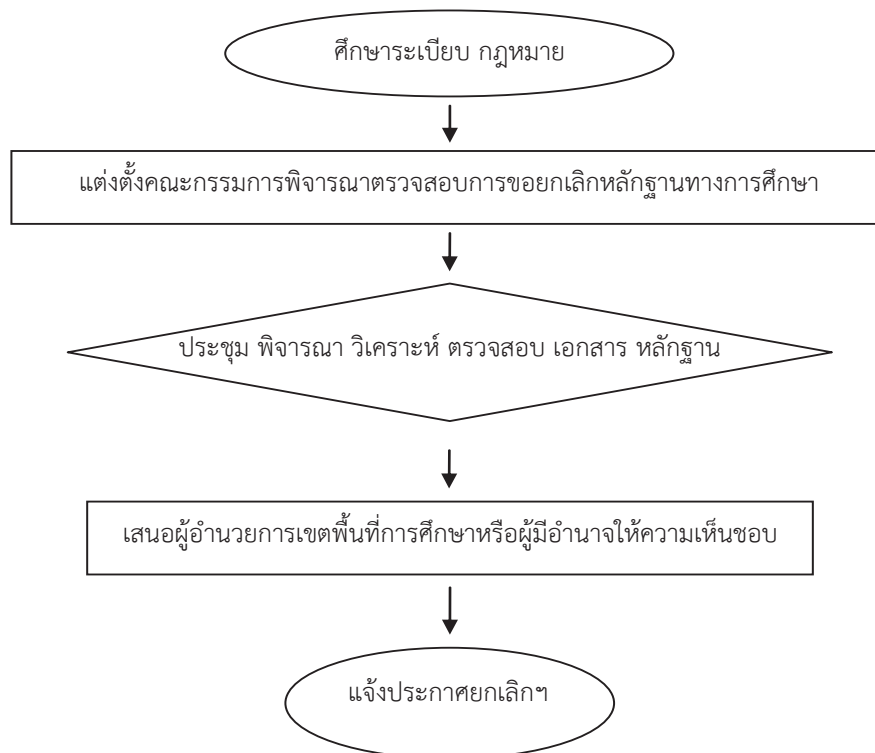 ศึกษาระเบียบ กฎหมาย
แต่งตั้งคณะกรรมการพิจารณาตรวจสอบการขอยกเลิกหลักฐานทางการศึกษา
ประชุม พิจารณา วิเคราะห์ ตรวจสอบ เอกสาร หลักฐาน
เสนอผู้อำนวยการเขตพื้นที่การศึกษาหรือผู้มีอำนาจให้ความเห็นชอบ
แจ้งประกาศยกเลิกฯ